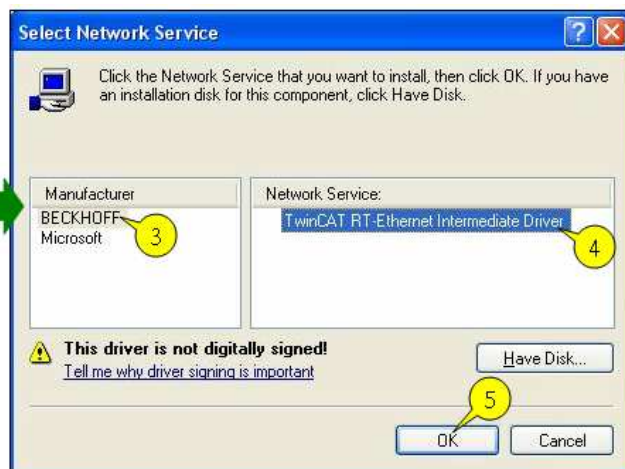 Select Network Service
Click the Network Service that you want to install, then click OK. If you have
an installation disk for this component, click Have Disk.
Manufacturer
BECKHOFF
Microsoft
3
Network Service:
TwinCAT RT-Ethernet Intermediate Driver
4
This driver is not digitally signed!
Tell me why driver signing is important
Have Disk...
5
OK
Cancel